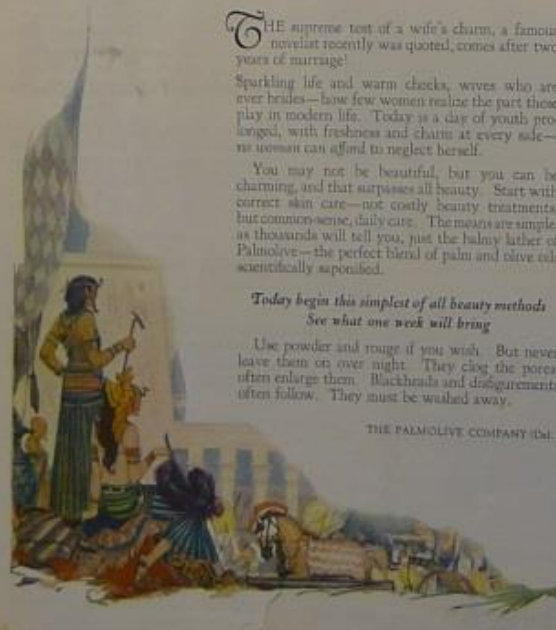 THE supreme test of a wife's charm, a famous
novelist recently was quoted, comes after two
years of marriage!
Sparkling life and warm cheeks, wives who are
ever brides—how few women realize the part these
play in modern life. Today is a day of youth pro-
longed, with freshness and charm at every side—
no woman can afford to neglect herself.
You may not be beautiful, but you can be
charming, and that surpasses all beauty. Start with
correct skin care—not costly beauty treatments,
but common-sense, daily care. The means are simple
as thousands will tell you, just the balmy lather of
Palmolive—the perfect blend of palm and olive oils
scientifically saponified.
Today begin this simplest of all beauty methods
See what one week will bring
Use powder and rouge if you wish. But never
leave them on over night. They clog the pores,
often enlarge them. Blackheads and disfigurement
often follow. They must be washed away.
THE PALMOLIVE COMPANY (Del.